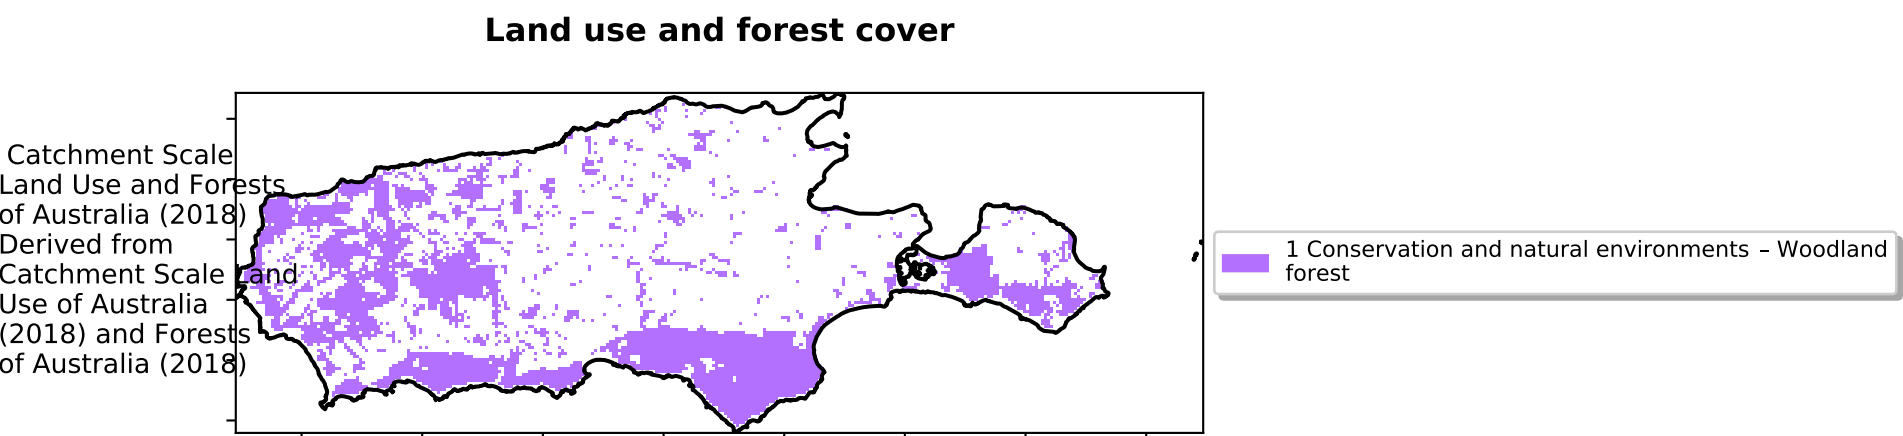 Land use and forest cover
Catchment Scale
Land Use and Forests
of Australia (2018)
Derived from
Catchment Scale Land
Use of Australia
(2018) and Forests
of Australia (2018)
1 Conservation and natural environments – Woodland
forest